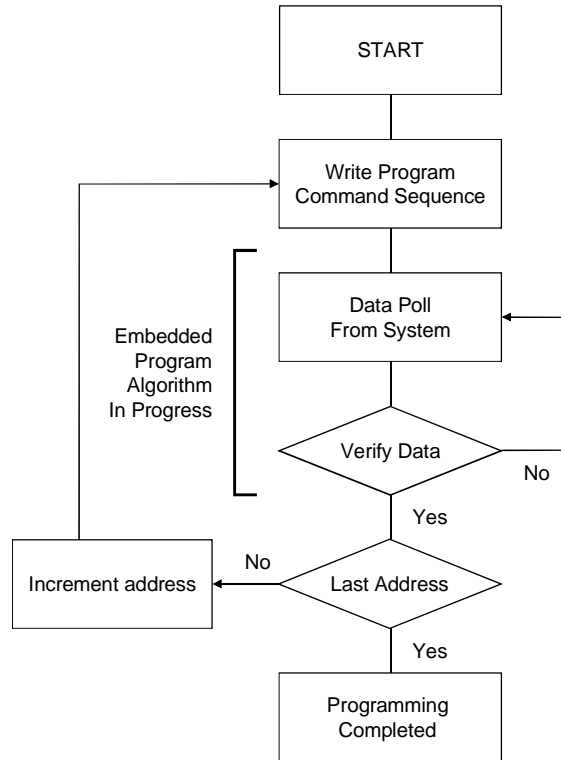 START
Write Program
Command Sequence
Data Poll
From System
Embedded
Program
Algorithm
In Progress
Verify Data
No
Yes
No
Increment address
Last Address
Yes
Programming
Completed